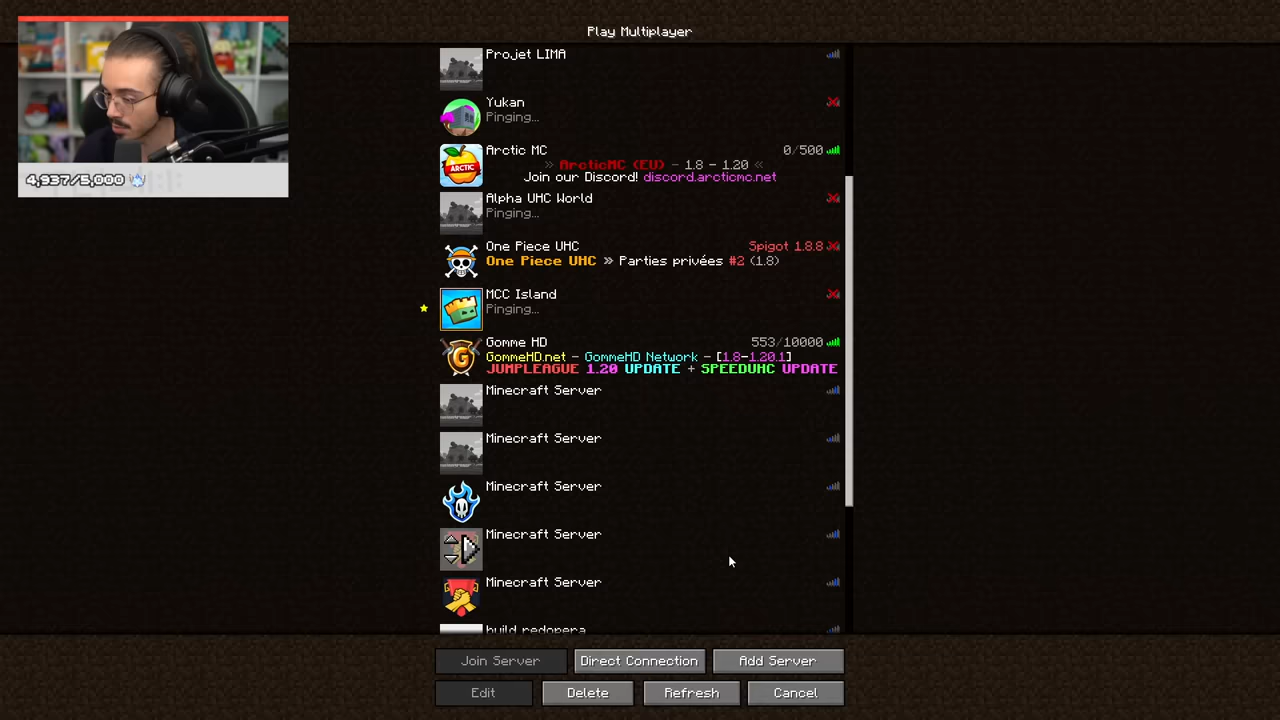 Play Multiplayer
4,937/5,000
Projet LIMA
Yukan
Pinging...
Arctic MC 0/500
» ArcticMC (EU) - 1.8 - 1.20 «
Join our Discord! discord.arcticmc.net
ARCTIC
Alpha UHC World
Pinging...
One Piece UHC Spigot 1.8.8
One Piece UHC » Parties privées #2 (1.8)
MCC Island
Pinging...
Gomme HD 553/10000
GommeHD.net - GommeHD Network - [1.8-1.20.1]
JUMPLEAGUE 1.20 UPDATE + SPEEDUHC UPDATE
G
Minecraft Server
Minecraft Server
Minecraft Server
Minecraft Server
Minecraft Server
build redopera
Join Server Direct Connection Add Server
Edit Delete Refresh Cancel